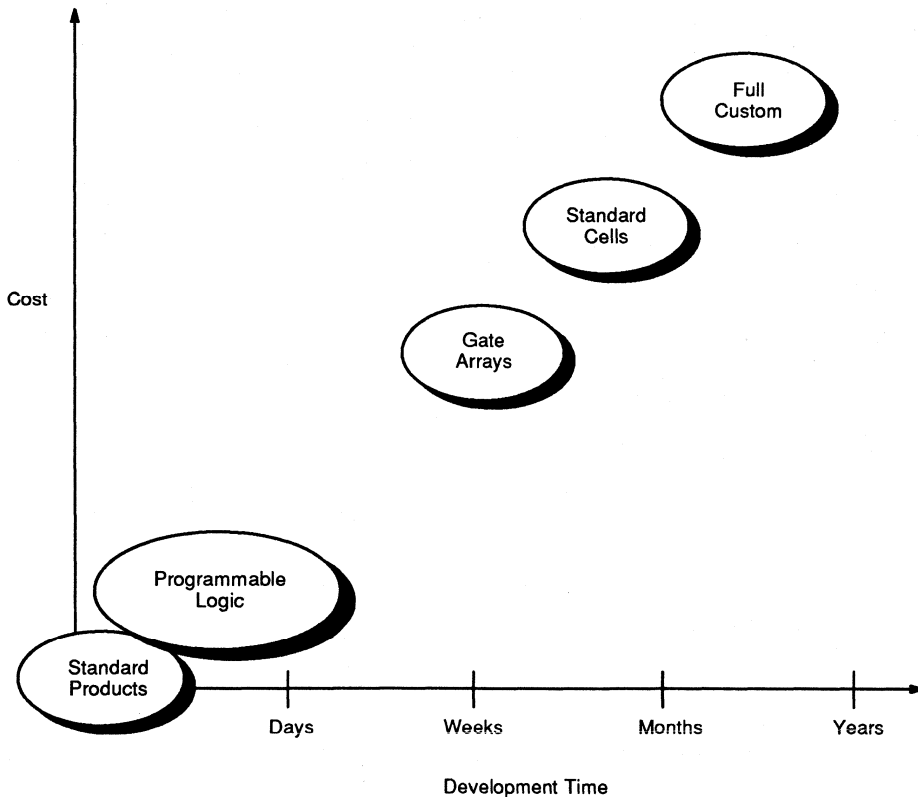 Full
Custom
Standard
Cells
Cost
Gate
Arrays
Programmable
Logic
Standard
Products
Days
Weeks
Months
Years
Development Time